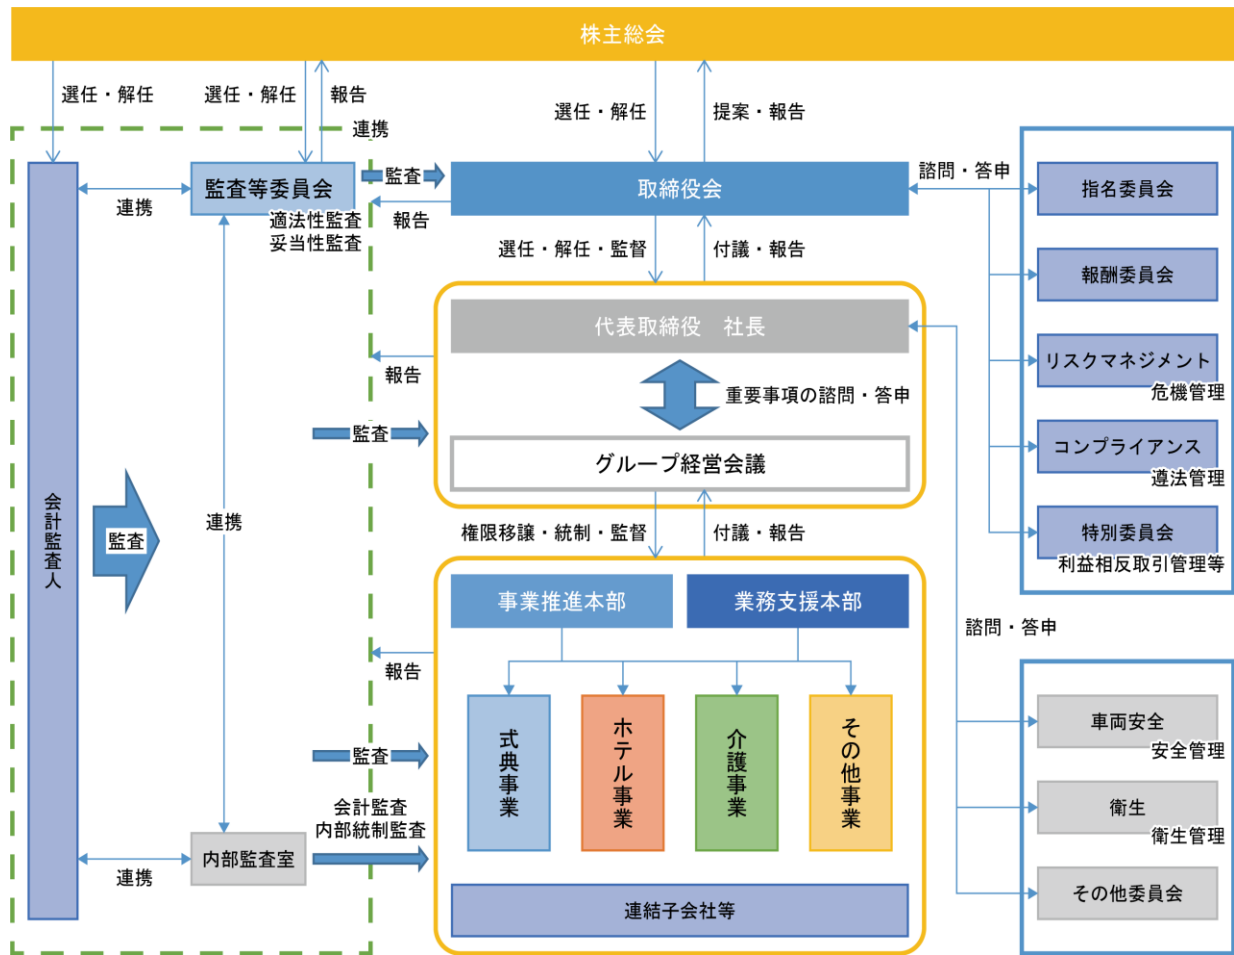 株主総会
選任・解任
選任・解任
報告
選任・解任
提案・報告
連携
監査等委員会
適法性監査
妥当性監査
連携
監査
報告
取締役会
諮問・答申
指名委員会
報酬委員会
リスクマネジメント
危機管理
コンプライアンス
遵法管理
特別委員会
利益相反取引管理等
選任・解任・監督
付議・報告
代表取締役　社長
重要事項の諮問・答申
グループ経営会議
報告
監査
会計監査人
監査
連携
権限移譲・統制・監督
付議・報告
事業推進本部
業務支援本部
諮問・答申
報告
監査
式典事業
ホテル事業
介護事業
その他事業
会計監査
内部統制監査
内部監査室
連携
連結子会社等
車両安全
安全管理
衛生
衛生管理
その他委員会